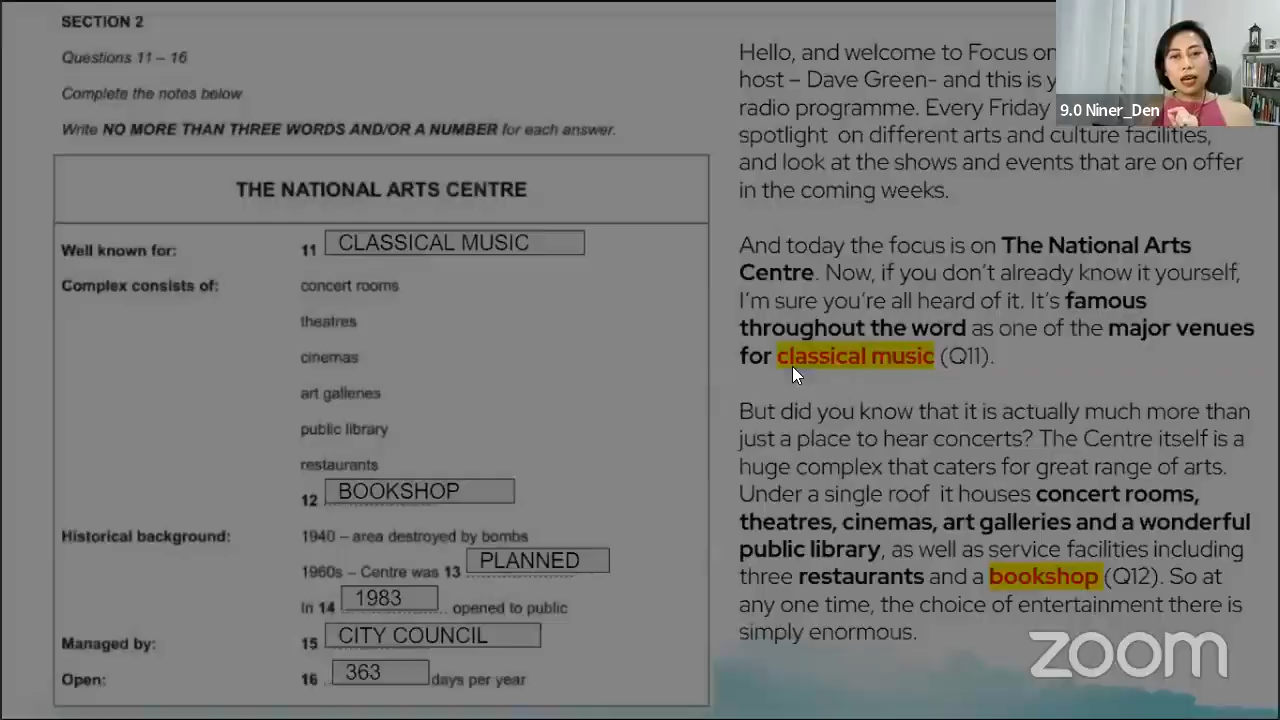 SECTION 2
Questions 11 – 16
Complete the notes below
Write NO MORE THAN THREE WORDS AND/OR A NUMBER for each answer.
THE NATIONAL ARTS CENTRE
Well known for: 11 CLASSICAL MUSIC
Complex consists of: concert rooms
theatres
cinemas
art galleries
public library
restaurants
12 BOOKSHOP
Historical background: 1940 – area destroyed by bombs
1960s – Centre was 13 PLANNED
In 14 1983 opened to public
Managed by: 15 CITY COUNCIL
Open: 16 363 days per year
Hello, and welcome to Focus on
host – Dave Green- and this is y
radio programme. Every Friday
spotlight on different arts and culture facilities,
and look at the shows and events that are on offer
in the coming weeks.
And today the focus is on The National Arts
Centre. Now, if you don't already know it yourself,
I'm sure you're all heard of it. It's famous
throughout the word as one of the major venues
for classical music (Q11).
But did you know that it is actually much more than
just a place to hear concerts? The Centre itself is a
huge complex that caters for great range of arts.
Under a single roof it houses concert rooms,
theatres, cinemas, art galleries and a wonderful
public library, as well as service facilities including
three restaurants and a bookshop (Q12). So at
any one time, the choice of entertainment there is
simply enormous.
9.0 Niner_Den
zoom